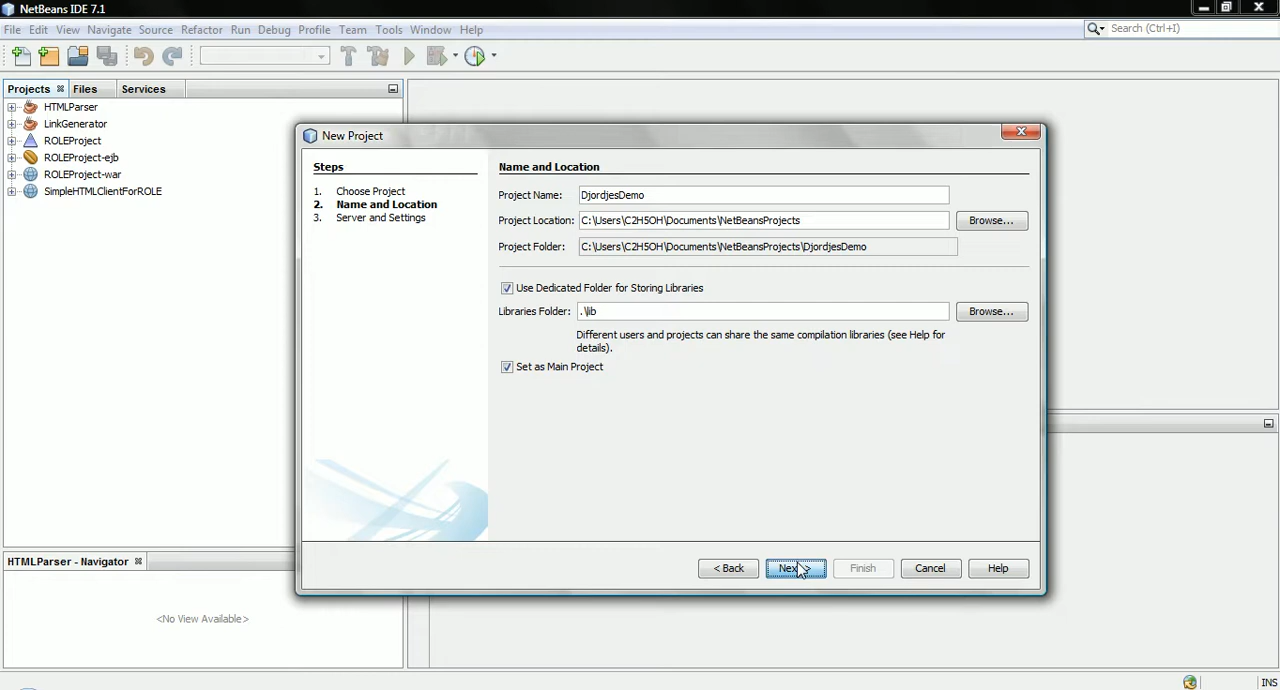 NetBeans IDE 7.1
File Edit View Navigate Source Refactor Run Debug Profile Team Tools Window Help
Search (Ctrl+I)
Projects Files Services
HTMLParser
LinkGenerator
ROLEProject
ROLEProject-ejb
ROLEProject-war
SimpleHTMLClientForROLE
New Project
Steps
1. Choose Project
2. Name and Location
3. Server and Settings
Name and Location
Project Name: DjordjesDemo
Project Location: C:\Users\C2H5OH\Documents\NetBeansProjects Browse...
Project Folder: C:\Users\C2H5OH\Documents\NetBeansProjects\DjordjesDemo
Use Dedicated Folder for Storing Libraries
Libraries Folder: .\lib Browse...
Different users and projects can share the same compilation libraries (see Help for
details).
Set as Main Project
< Back Next > Finish Cancel Help
HTMLParser - Navigator
<No View Available>
INS